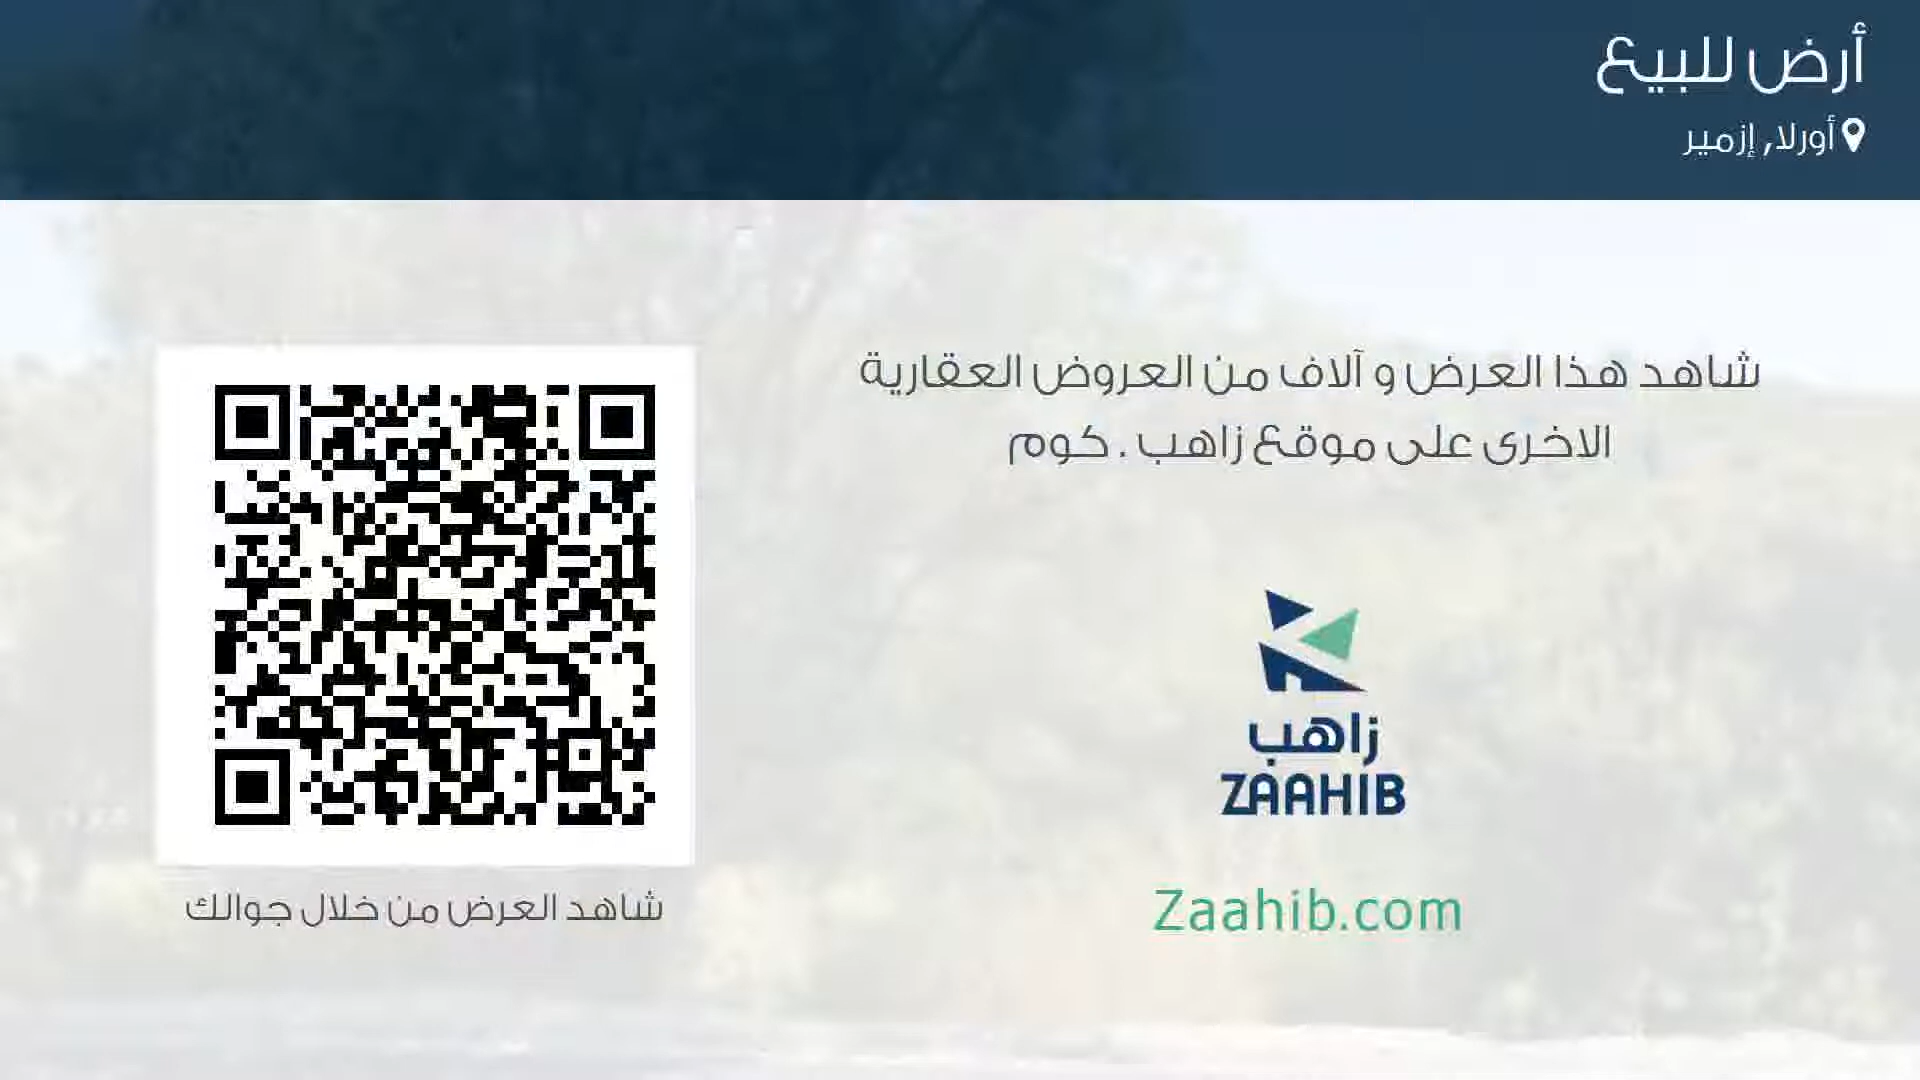 أرض للبيع
أورلا, إزمير
شاهد هذا العرض و آلاف من العروض العقارية
الاخرى على موقع زاهب . كوم
زاهب
ZAAHIB
Zaahib.com
شاهد العرض من خلال جوالك